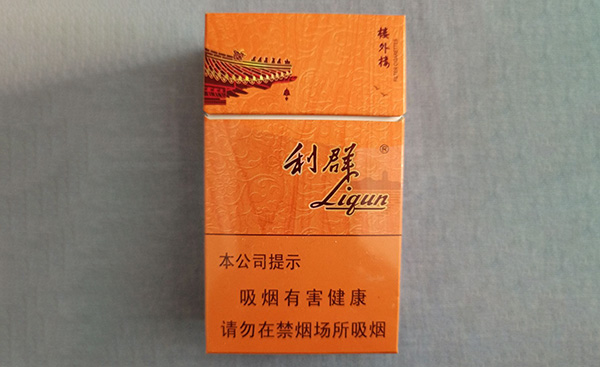 楼外楼
利群
®
Liqun
本公司提示
吸烟有害健康
请勿在禁烟场所吸烟